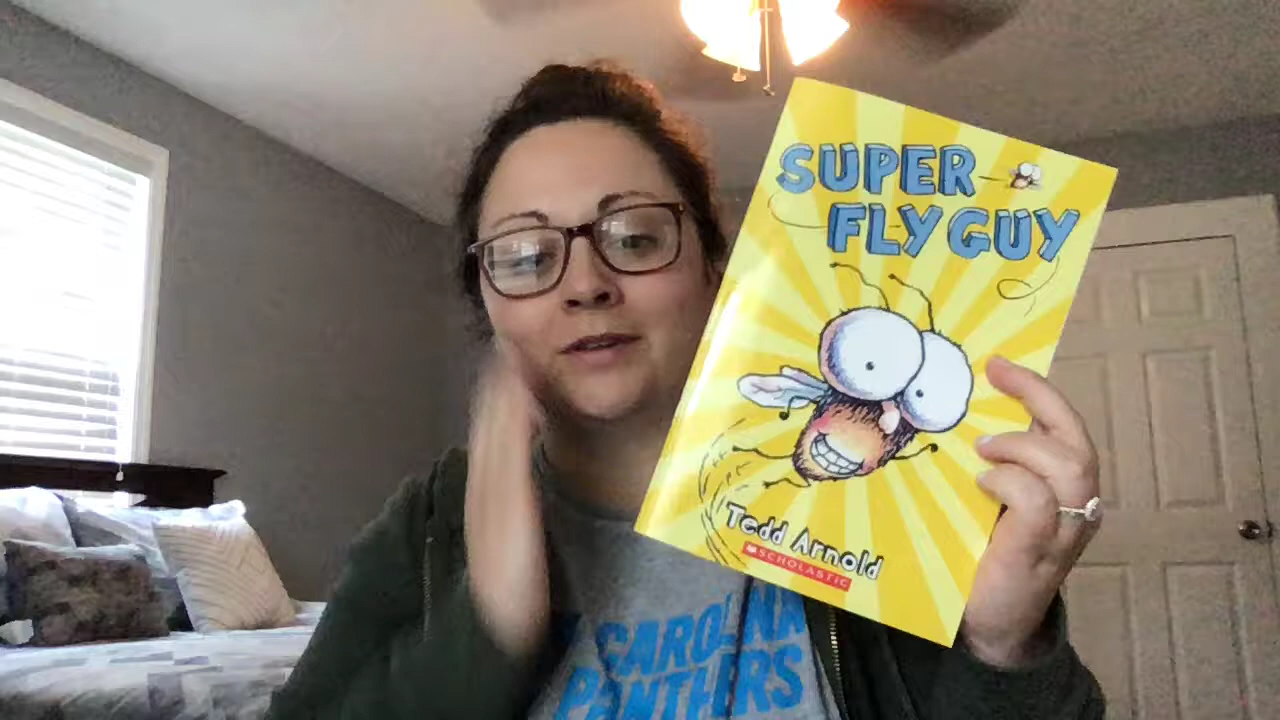 SUPER
FLY GUY
Tedd Arnold
SCHOLASTIC
CAROLINA
PANTHERS